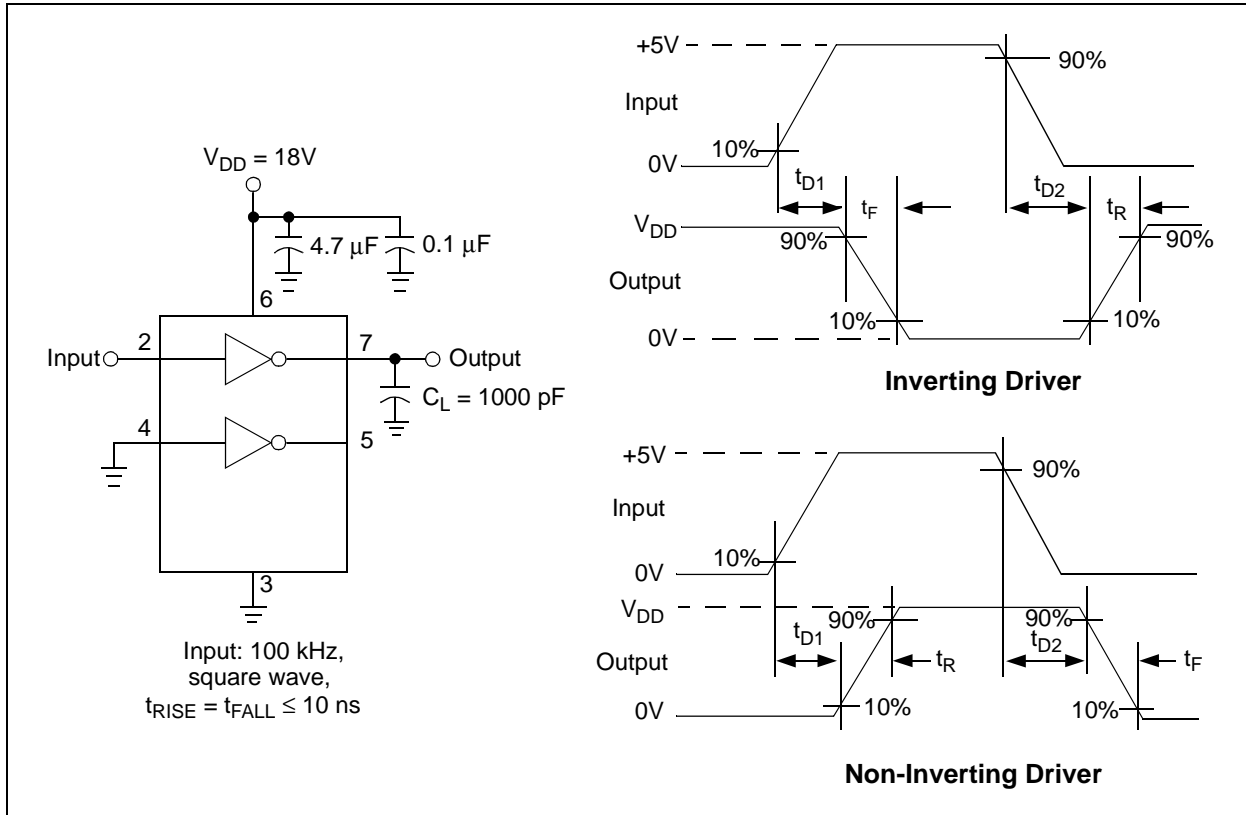 V_DD = 18V
4.7 μF
0.1 μF
6
Input
2
7
Output
C_L = 1000 pF
4
5
3
Input: 100 kHz,
square wave,
t_RISE = t_FALL ≤ 10 ns
+5V
90%
Input
10%
0V
t_D1
t_F
t_D2
t_R
V_DD
90%
90%
Output
10%
10%
0V
Inverting Driver
+5V
90%
Input
10%
0V
V_DD
t_D1
90%
90%
t_D2
Output
t_R
t_F
0V
10%
10%
Non-Inverting Driver